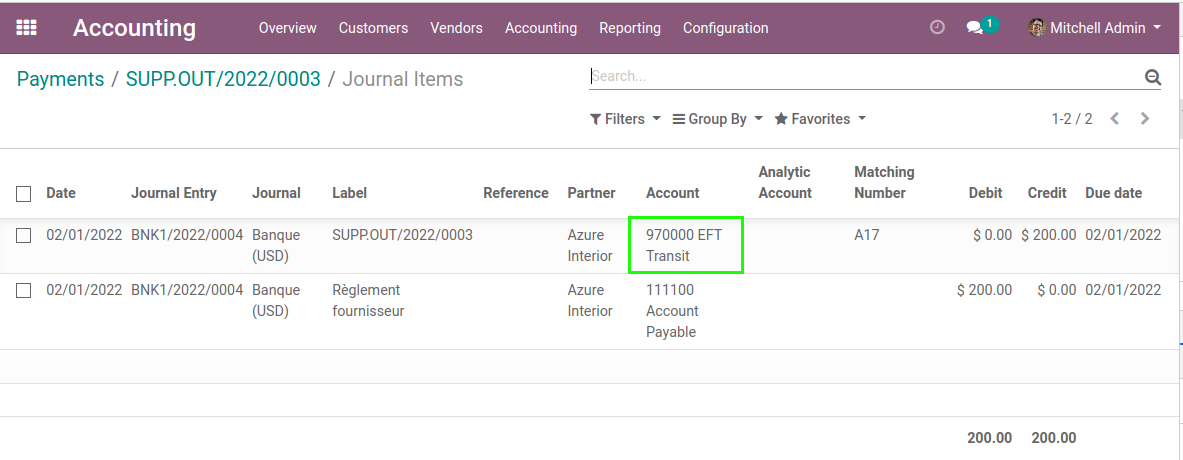 Accounting Overview Customers Vendors Accounting Reporting Configuration 1 Mitchell Admin
Payments / SUPP.OUT/2022/0003 / Journal Items
Search...
Filters Group By Favorites 1-2 / 2
Date Journal Entry Journal Label Reference Partner Account Analytic Account Matching Number Debit Credit Due date
02/01/2022 BNK1/2022/0004 Banque (USD) SUPP.OUT/2022/0003 Azure Interior 970000 EFT Transit A17 $ 0.00 $ 200.00 02/01/2022
02/01/2022 BNK1/2022/0004 Banque (USD) Règlement fournisseur Azure Interior 111100 Account Payable $ 200.00 $ 0.00 02/01/2022
200.00 200.00